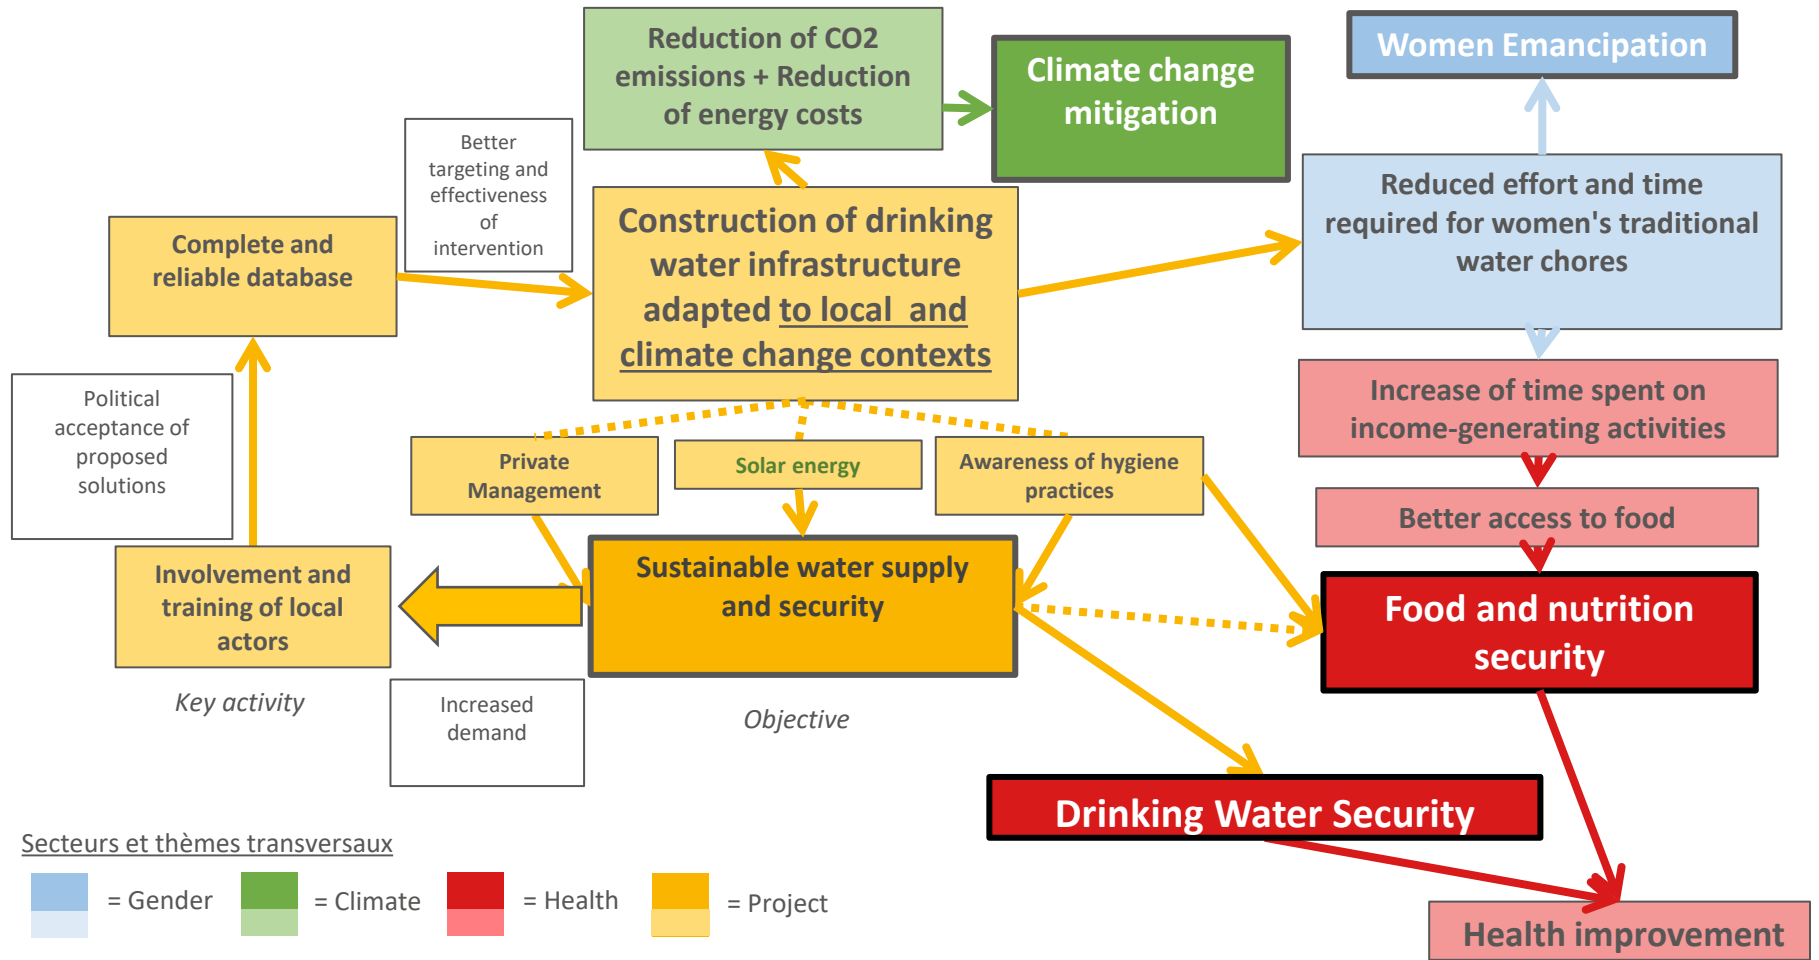 Reduction of CO2
emissions + Reduction
of energy costs
Climate change
mitigation
Women Emancipation
Better
targeting and
effectiveness
of
intervention
Complete and
reliable database
Construction of drinking
water infrastructure
adapted to local  and
climate change contexts
Reduced effort and time
required for women's traditional
water chores
Political
acceptance of
proposed
solutions
Increase of time spent on
income-generating activities
Private
Management
Solar energy
Awareness of hygiene
practices
Better access to food
Involvement and
training of local
actors
Sustainable water supply
and security
Food and nutrition
security
Key activity
Increased
demand
Objective
Drinking Water Security
Secteurs et thèmes transversaux
= Gender
= Climate
= Health
= Project
Health improvement